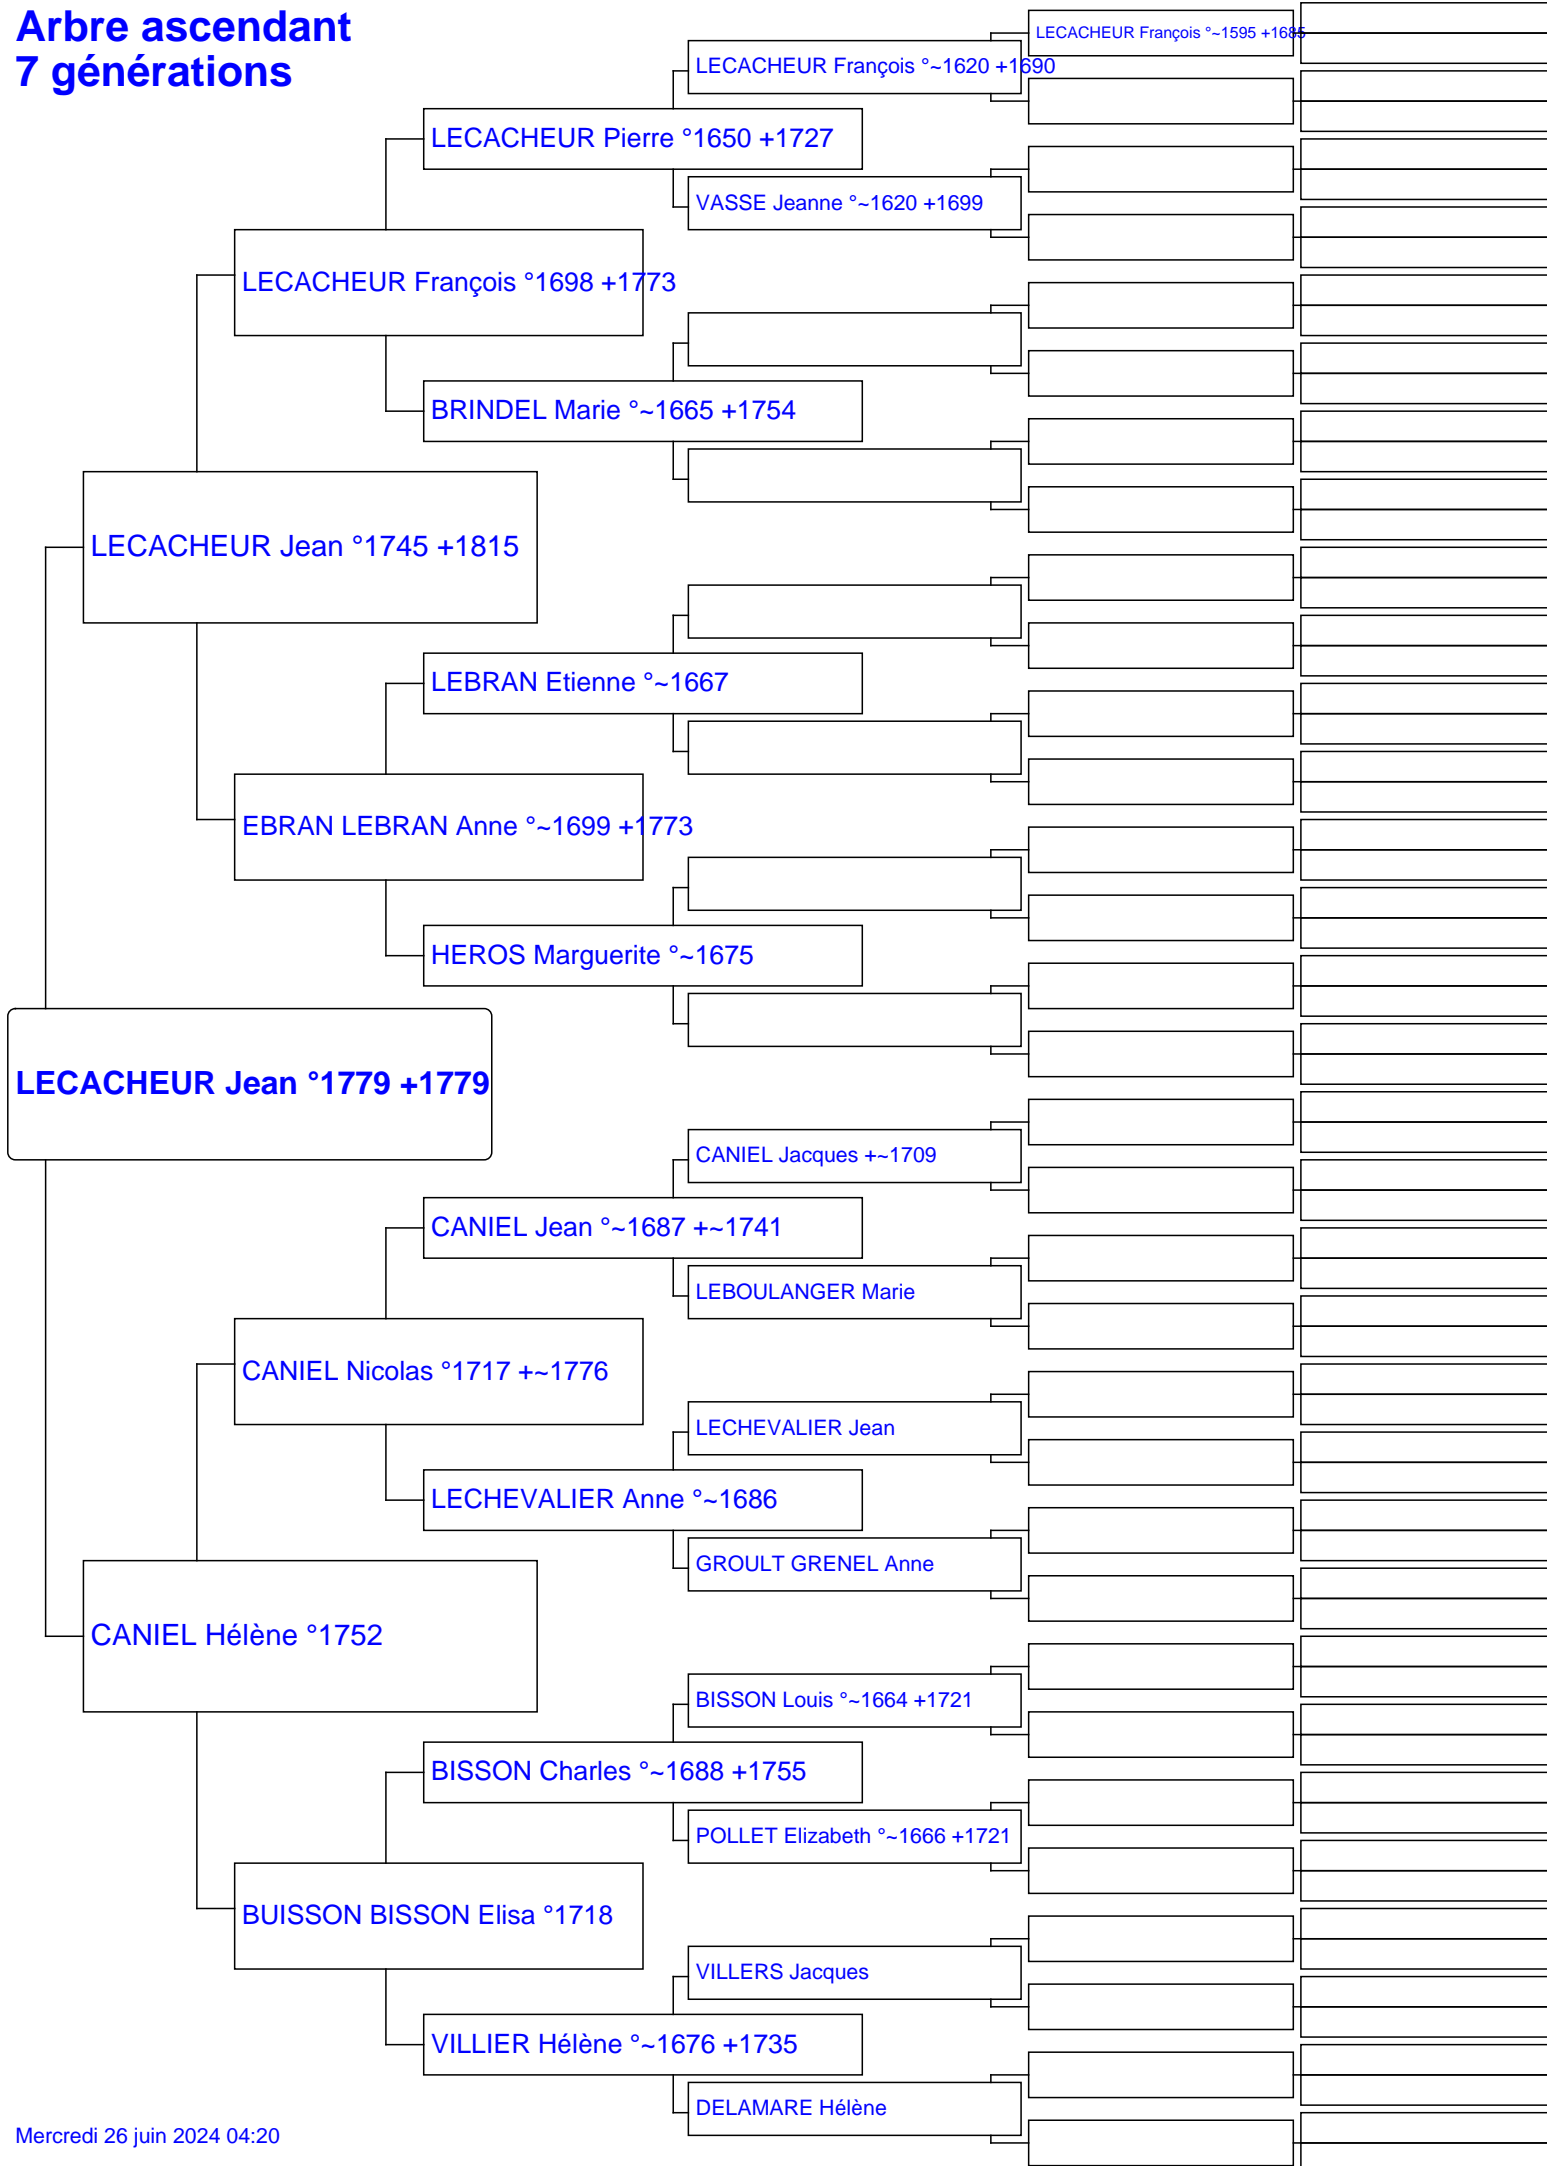 Arbre ascendant
7 générations
LECACHEUR François °~1595 +1685
LECACHEUR François °~1620 +1690
LECACHEUR Pierre °1650 +1727
VASSE Jeanne °~1620 +1699
LECACHEUR François °1698 +1773
BRINDEL Marie °~1665 +1754
LECACHEUR Jean °1745 +1815
LEBRAN Etienne °~1667
EBRAN LEBRAN Anne °~1699 +1773
HEROS Marguerite °~1675
LECACHEUR Jean °1779 +1779
CANIEL Jacques +~1709
CANIEL Jean °~1687 +~1741
LEBOULANGER Marie
CANIEL Nicolas °1717 +~1776
LECHEVALIER Jean
LECHEVALIER Anne °~1686
GROULT GRENEL Anne
CANIEL Hélène °1752
BISSON Louis °~1664 +1721
BISSON Charles °~1688 +1755
POLLET Elizabeth °~1666 +1721
BUISSON BISSON Elisa °1718
VILLERS Jacques
VILLIER Hélène °~1676 +1735
DELAMARE Hélène
Mercredi 26 juin 2024 04:20